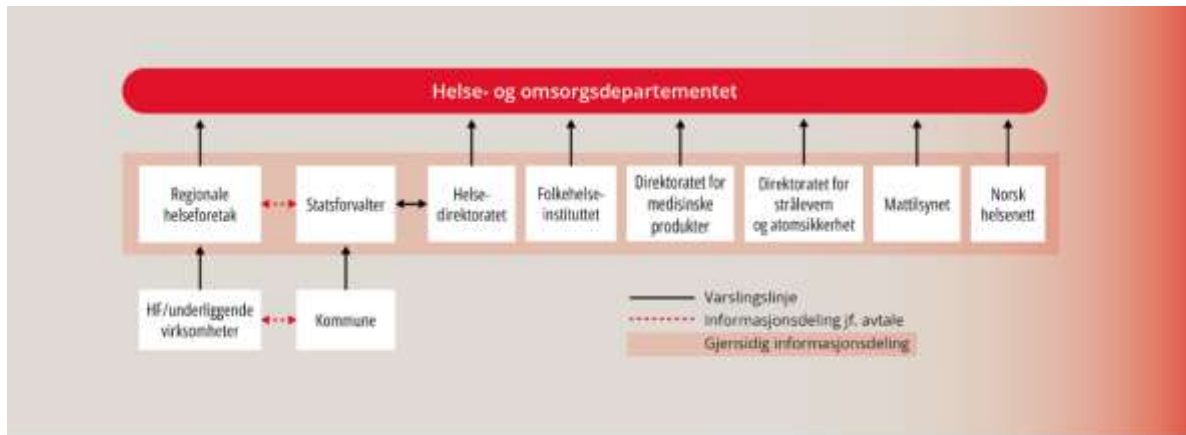 Helse- og omsorgsdepartementet
Regionale
helseforetak
Statsforvalter
Helse-
direktoratet
Folkehelse-
instituttet
Direktoratet for
medisinske
produkter
Direktoratet for
strålevern
og atomsikkerhet
Mattilsynet
Norsk
helsenett
HF/underliggende
virksomheter
Kommune
Varslingslinje
Informasjonsdeling jf. avtale
Gjensidig informasjonsdeling